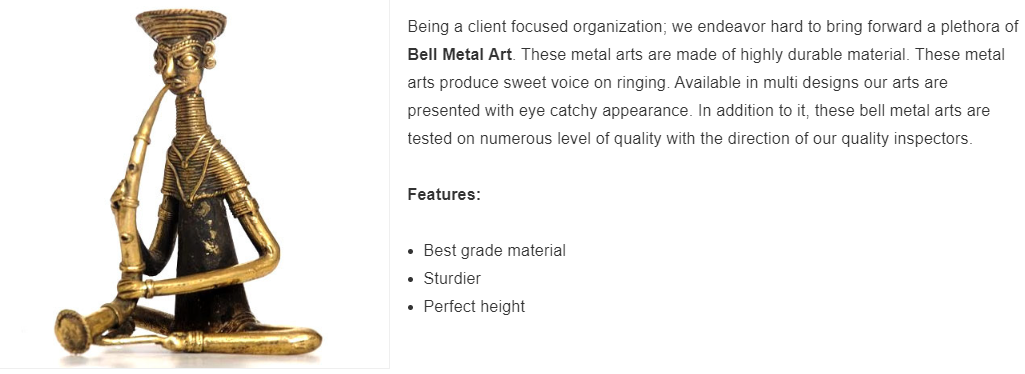 Being a client focused organization; we endeavor hard to bring forward a plethora of
Bell Metal Art. These metal arts are made of highly durable material. These metal
arts produce sweet voice on ringing. Available in multi designs our arts are
presented with eye catchy appearance. In addition to it, these bell metal arts are
tested on numerous level of quality with the direction of our quality inspectors.
Features:
• Best grade material
• Sturdier
• Perfect height